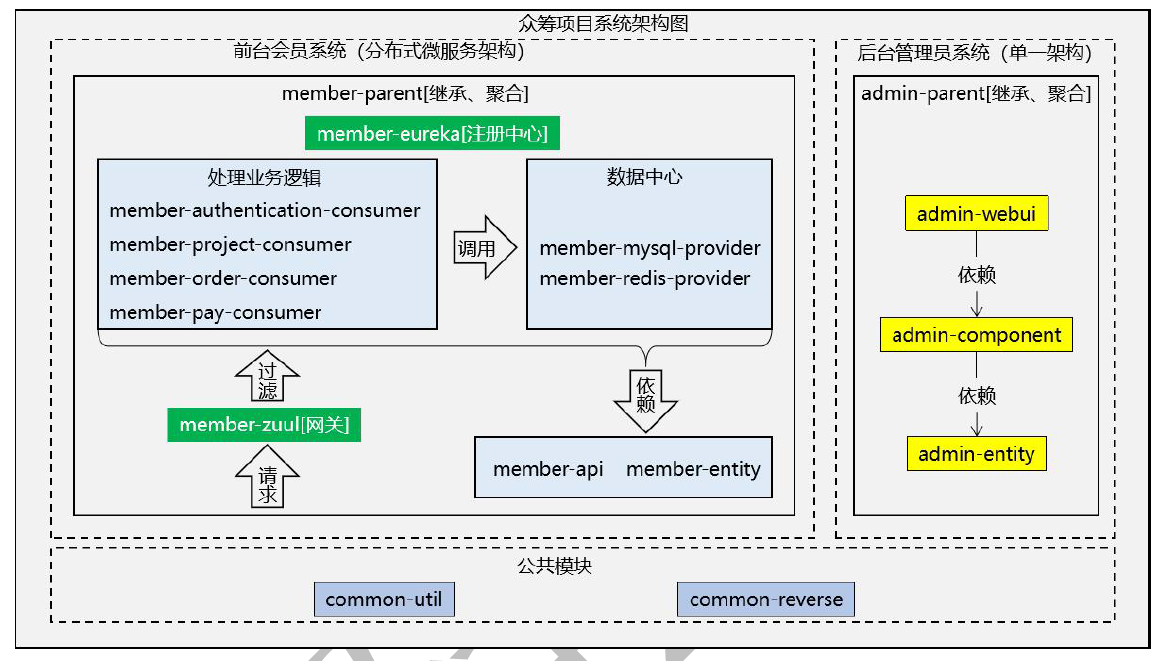 众筹项目系统架构图
前台会员系统（分布式微服务架构）
member-parent[继承、聚合]
member-eureka[注册中心]
处理业务逻辑
member-authentication-consumer
member-project-consumer
member-order-consumer
member-pay-consumer
调用
数据中心
member-mysql-provider
member-redis-provider
过滤
member-zuul[网关]
请求
依赖
member-api member-entity
后台管理员系统（单一架构）
admin-parent[继承、聚合]
admin-webui
依赖
admin-component
依赖
admin-entity
公共模块
common-util
common-reverse